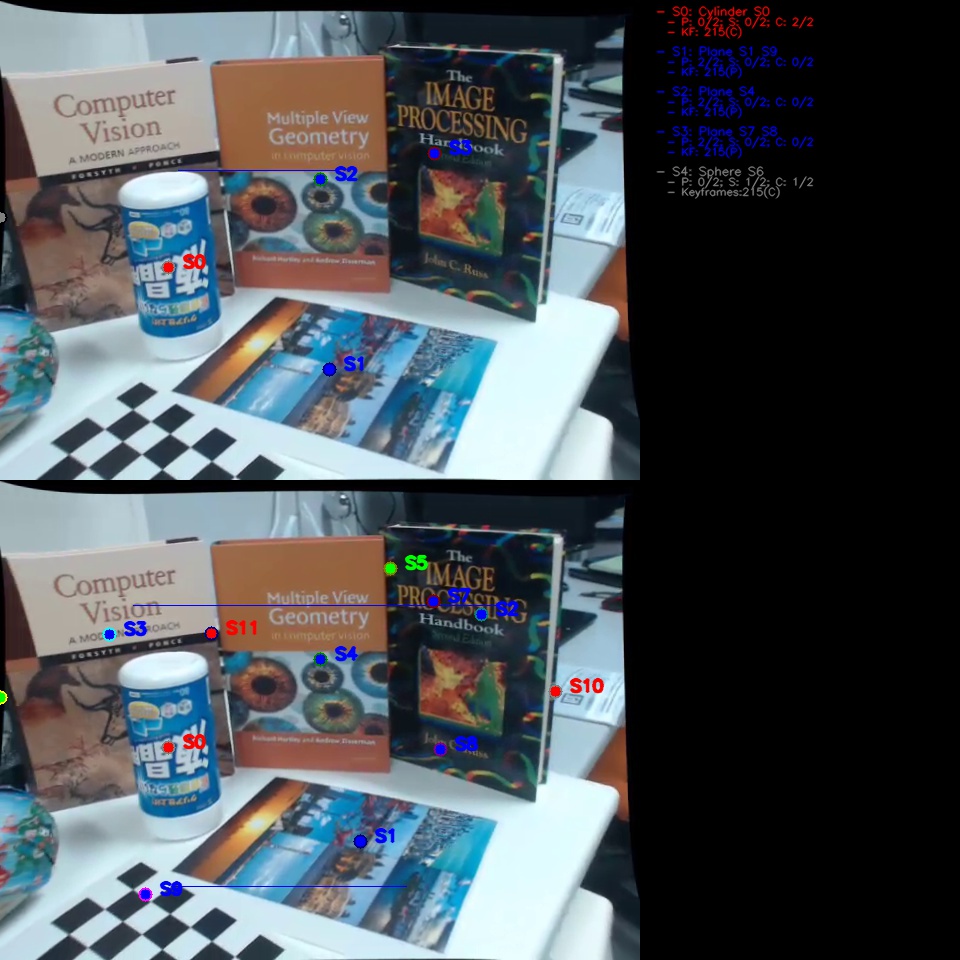 - S0: Cylinder S0
- P: 0/2; S: 0/2; C: 2/2
- KF: 215(C)
- S1: Plane S1 S9
- P: 2/2; S: 0/2; C: 0/2
- KF: 215(P)
- S2: Plane S4
- P: 2/2; S: 0/2; C: 0/2
- KF: 215(P)
- S3: Plane S7 S8
- P: 2/2; S: 0/2; C: 0/2
- KF: 215(P)
- S4: Sphere S6
- P: 0/2; S: 1/2; C: 1/2
- Keyframes:215(C)
Computer
Vision
A MODERN APPROACH
FORSYTH • PONCE
Multiple View
Geometry
in computer vision
Richard Hartley and Andrew Zisserman
The
IMAGE
PROCESSING
Handbook
Second Edition
John C. Russ
S3
S2
S0
S1
Computer
Vision
A MODERN APPROACH
FORSYTH • PONCE
Multiple View
Geometry
in computer vision
Richard Hartley and Andrew Zisserman
The
IMAGE
PROCESSING
Handbook
Second Edition
John C. Russ
S5
S7
S2
S3
S11
S4
S10
S0
S8
S1
S9